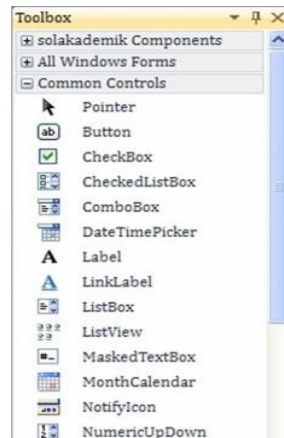 Toolbox
solakademik Components
All Windows Forms
Common Controls
Pointer
ab Button
CheckBox
CheckedListBox
ComboBox
DateTimePicker
A Label
A LinkLabel
ListBox
ListView
#_ MaskedTextBox
MonthCalendar
NotifyIcon
NumericUpDown